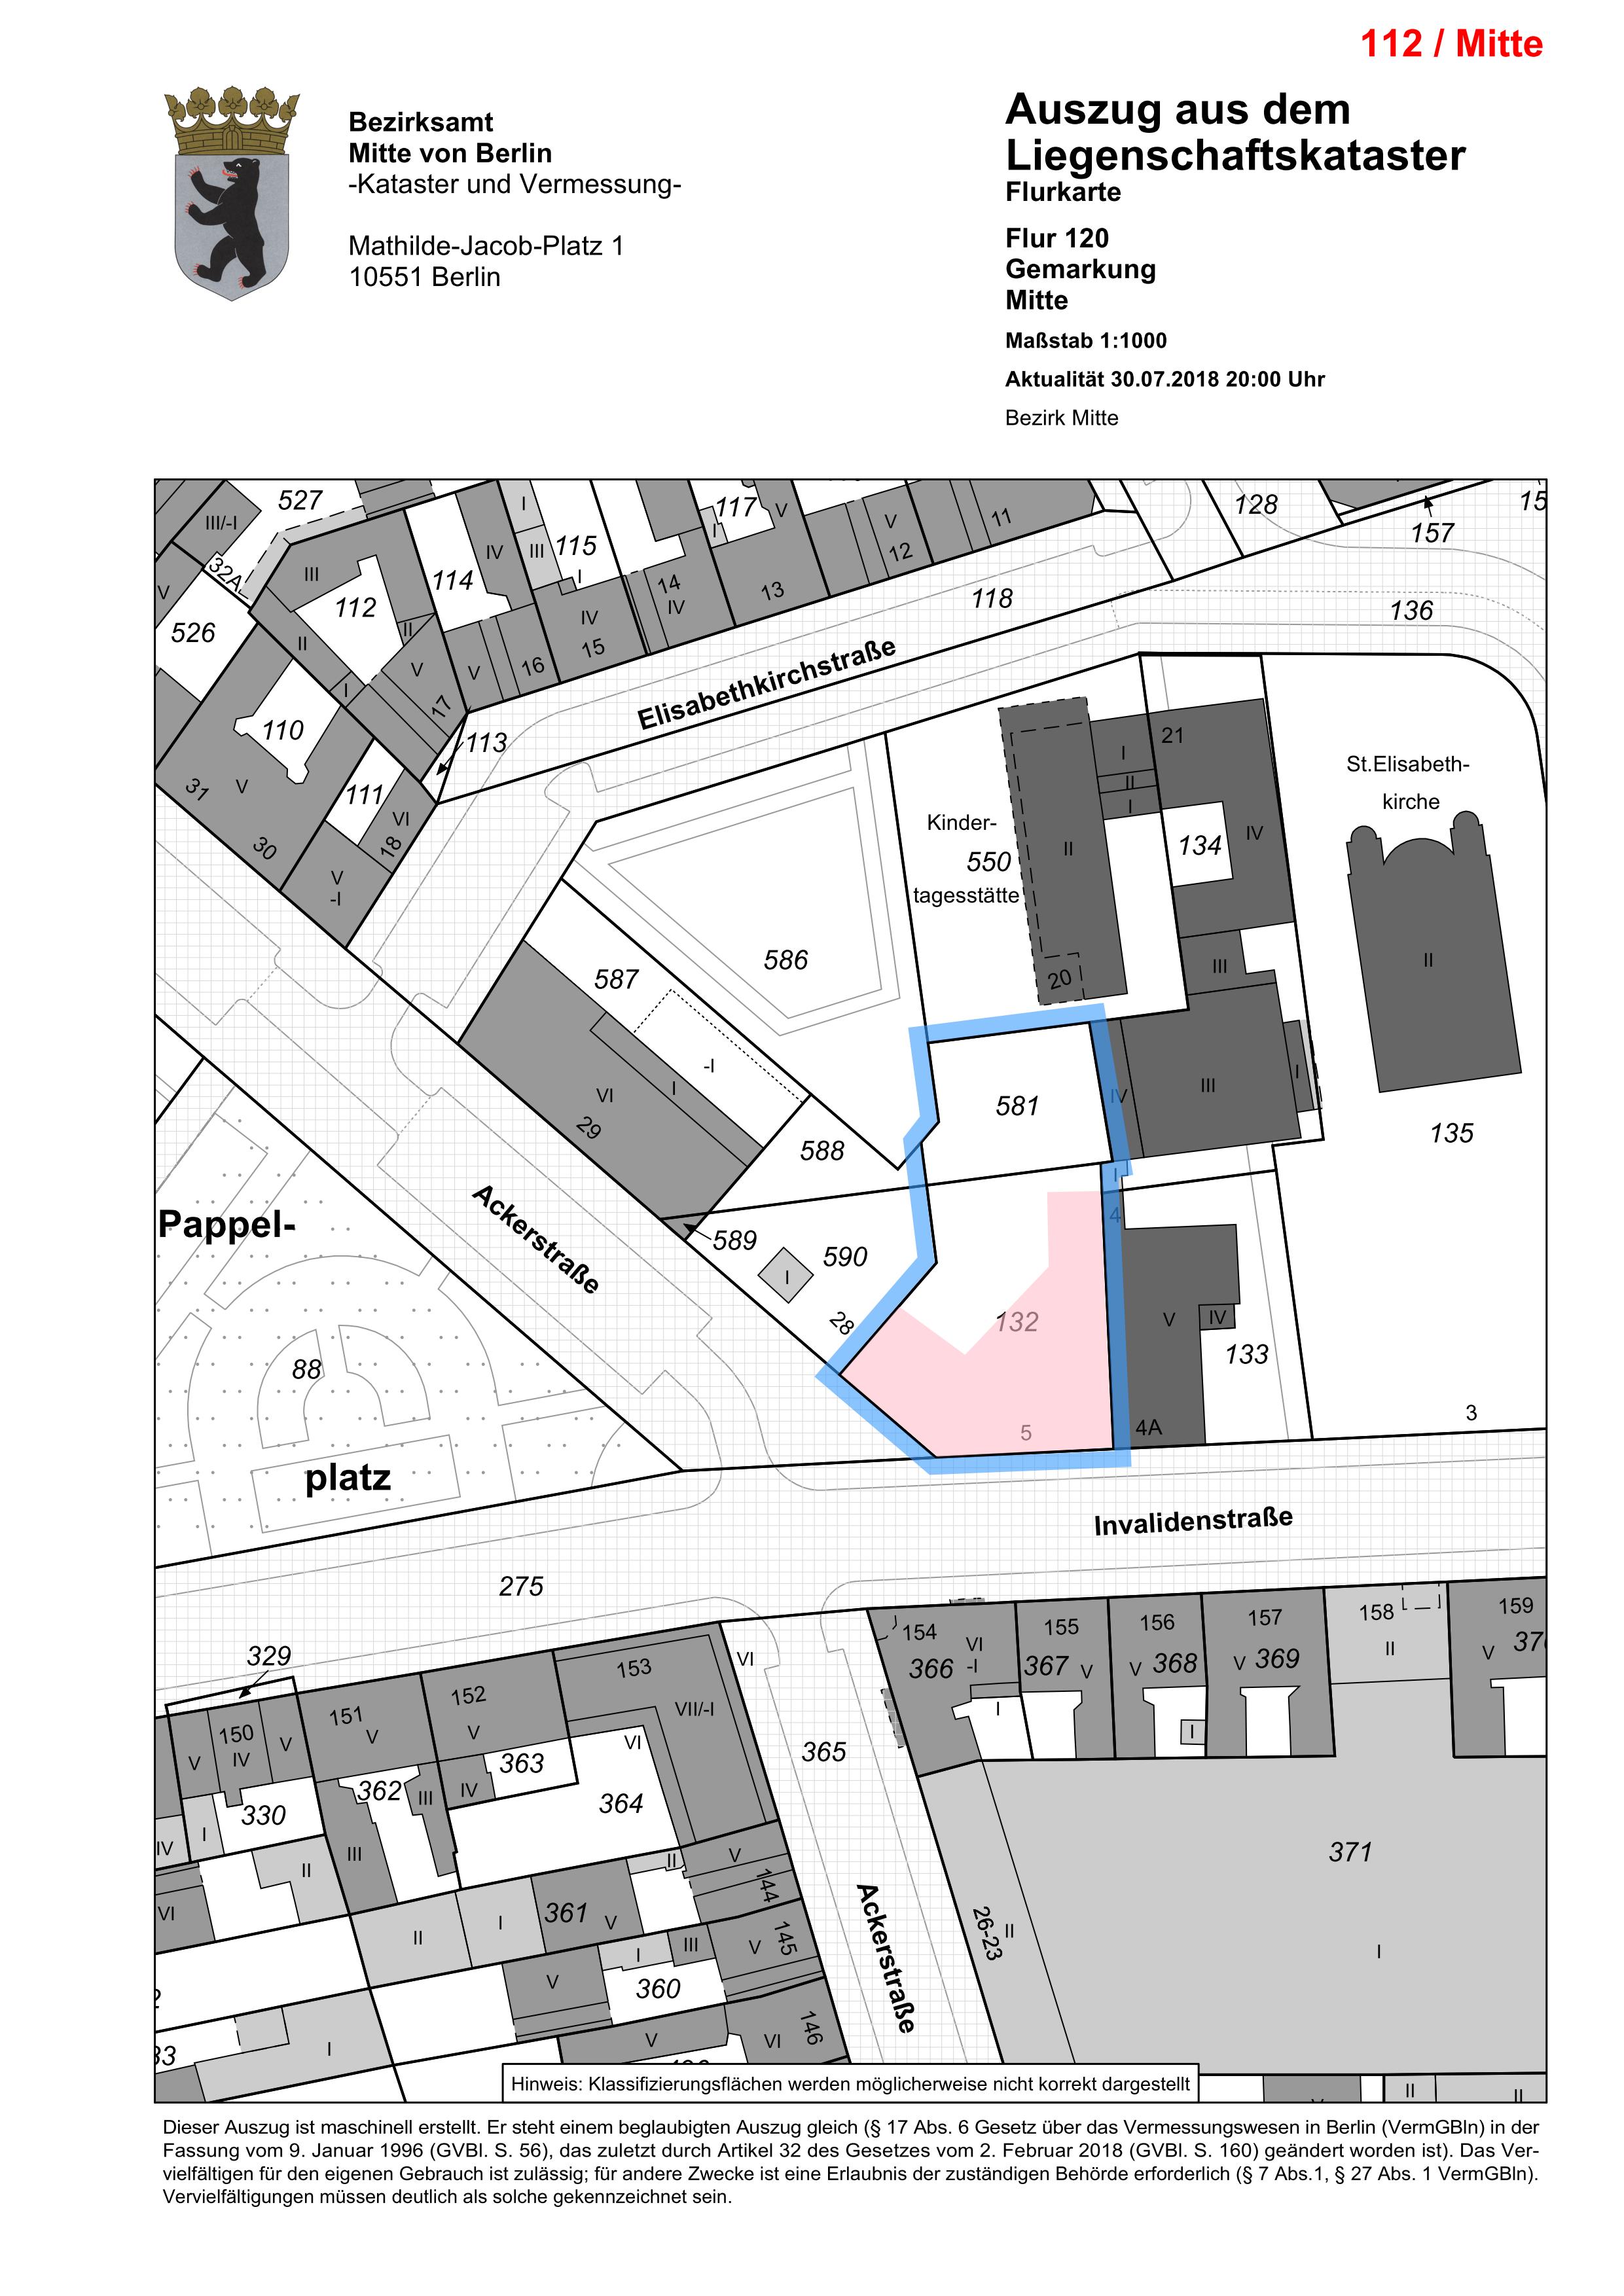 112 / Mitte
Bezirksamt
Mitte von Berlin
-Kataster und Vermessung-
Mathilde-Jacob-Platz 1
10551 Berlin
Auszug aus dem
Liegenschaftskataster
Flurkarte
Flur 120
Gemarkung
Mitte
Maßstab 1:1000
Aktualität 30.07.2018 20:00 Uhr
Bezirk Mitte
527
III/-I
I
117
V
V
11
128
157
15
32A
III
IV
III
115
I
I
12
V
112
114
14
13
118
136
526
II
II
IV
IV
15
V
V
16
I
17
Elisabethkirchstraße
110
113
21
31
V
111
VI
18
30
V
-I
I
II
I
Kinder-
550
tagesstätte
II
134
IV
St.Elisabeth-
kirche
587
586
20
III
II
-I
I
VI
29
581
IV
III
I
588
135
I
4
Pappel-
Ackerstraße
589
590
I
28
132
V
IV
133
88
5
4A
3
platz
Invalidenstraße
275
329
153
VI
154
VI
-I
366
155
367
V
156
V
368
157
V
369
158
II
159
V
37
150
IV
V
V
151
V
152
V
VII/-I
VI
I
I
365
363
362
III
IV
364
330
I
IV
III
371
II
II
V
144
VI
361
V
II
I
I
III
V
145
Ackerstraße
26-23
II
I
V
360
I
V
VI
146
33
Hinweis: Klassifizierungsflächen werden möglicherweise nicht korrekt dargestellt
II
II
Dieser Auszug ist maschinell erstellt. Er steht einem beglaubigten Auszug gleich (§ 17 Abs. 6 Gesetz über das Vermessungswesen in Berlin (VermGBln) in der
Fassung vom 9. Januar 1996 (GVBl. S. 56), das zuletzt durch Artikel 32 des Gesetzes vom 2. Februar 2018 (GVBl. S. 160) geändert worden ist). Das Ver-
vielfältigen für den eigenen Gebrauch ist zulässig; für andere Zwecke ist eine Erlaubnis der zuständigen Behörde erforderlich (§ 7 Abs.1, § 27 Abs. 1 VermGBln).
Vervielfältigungen müssen deutlich als solche gekennzeichnet sein.